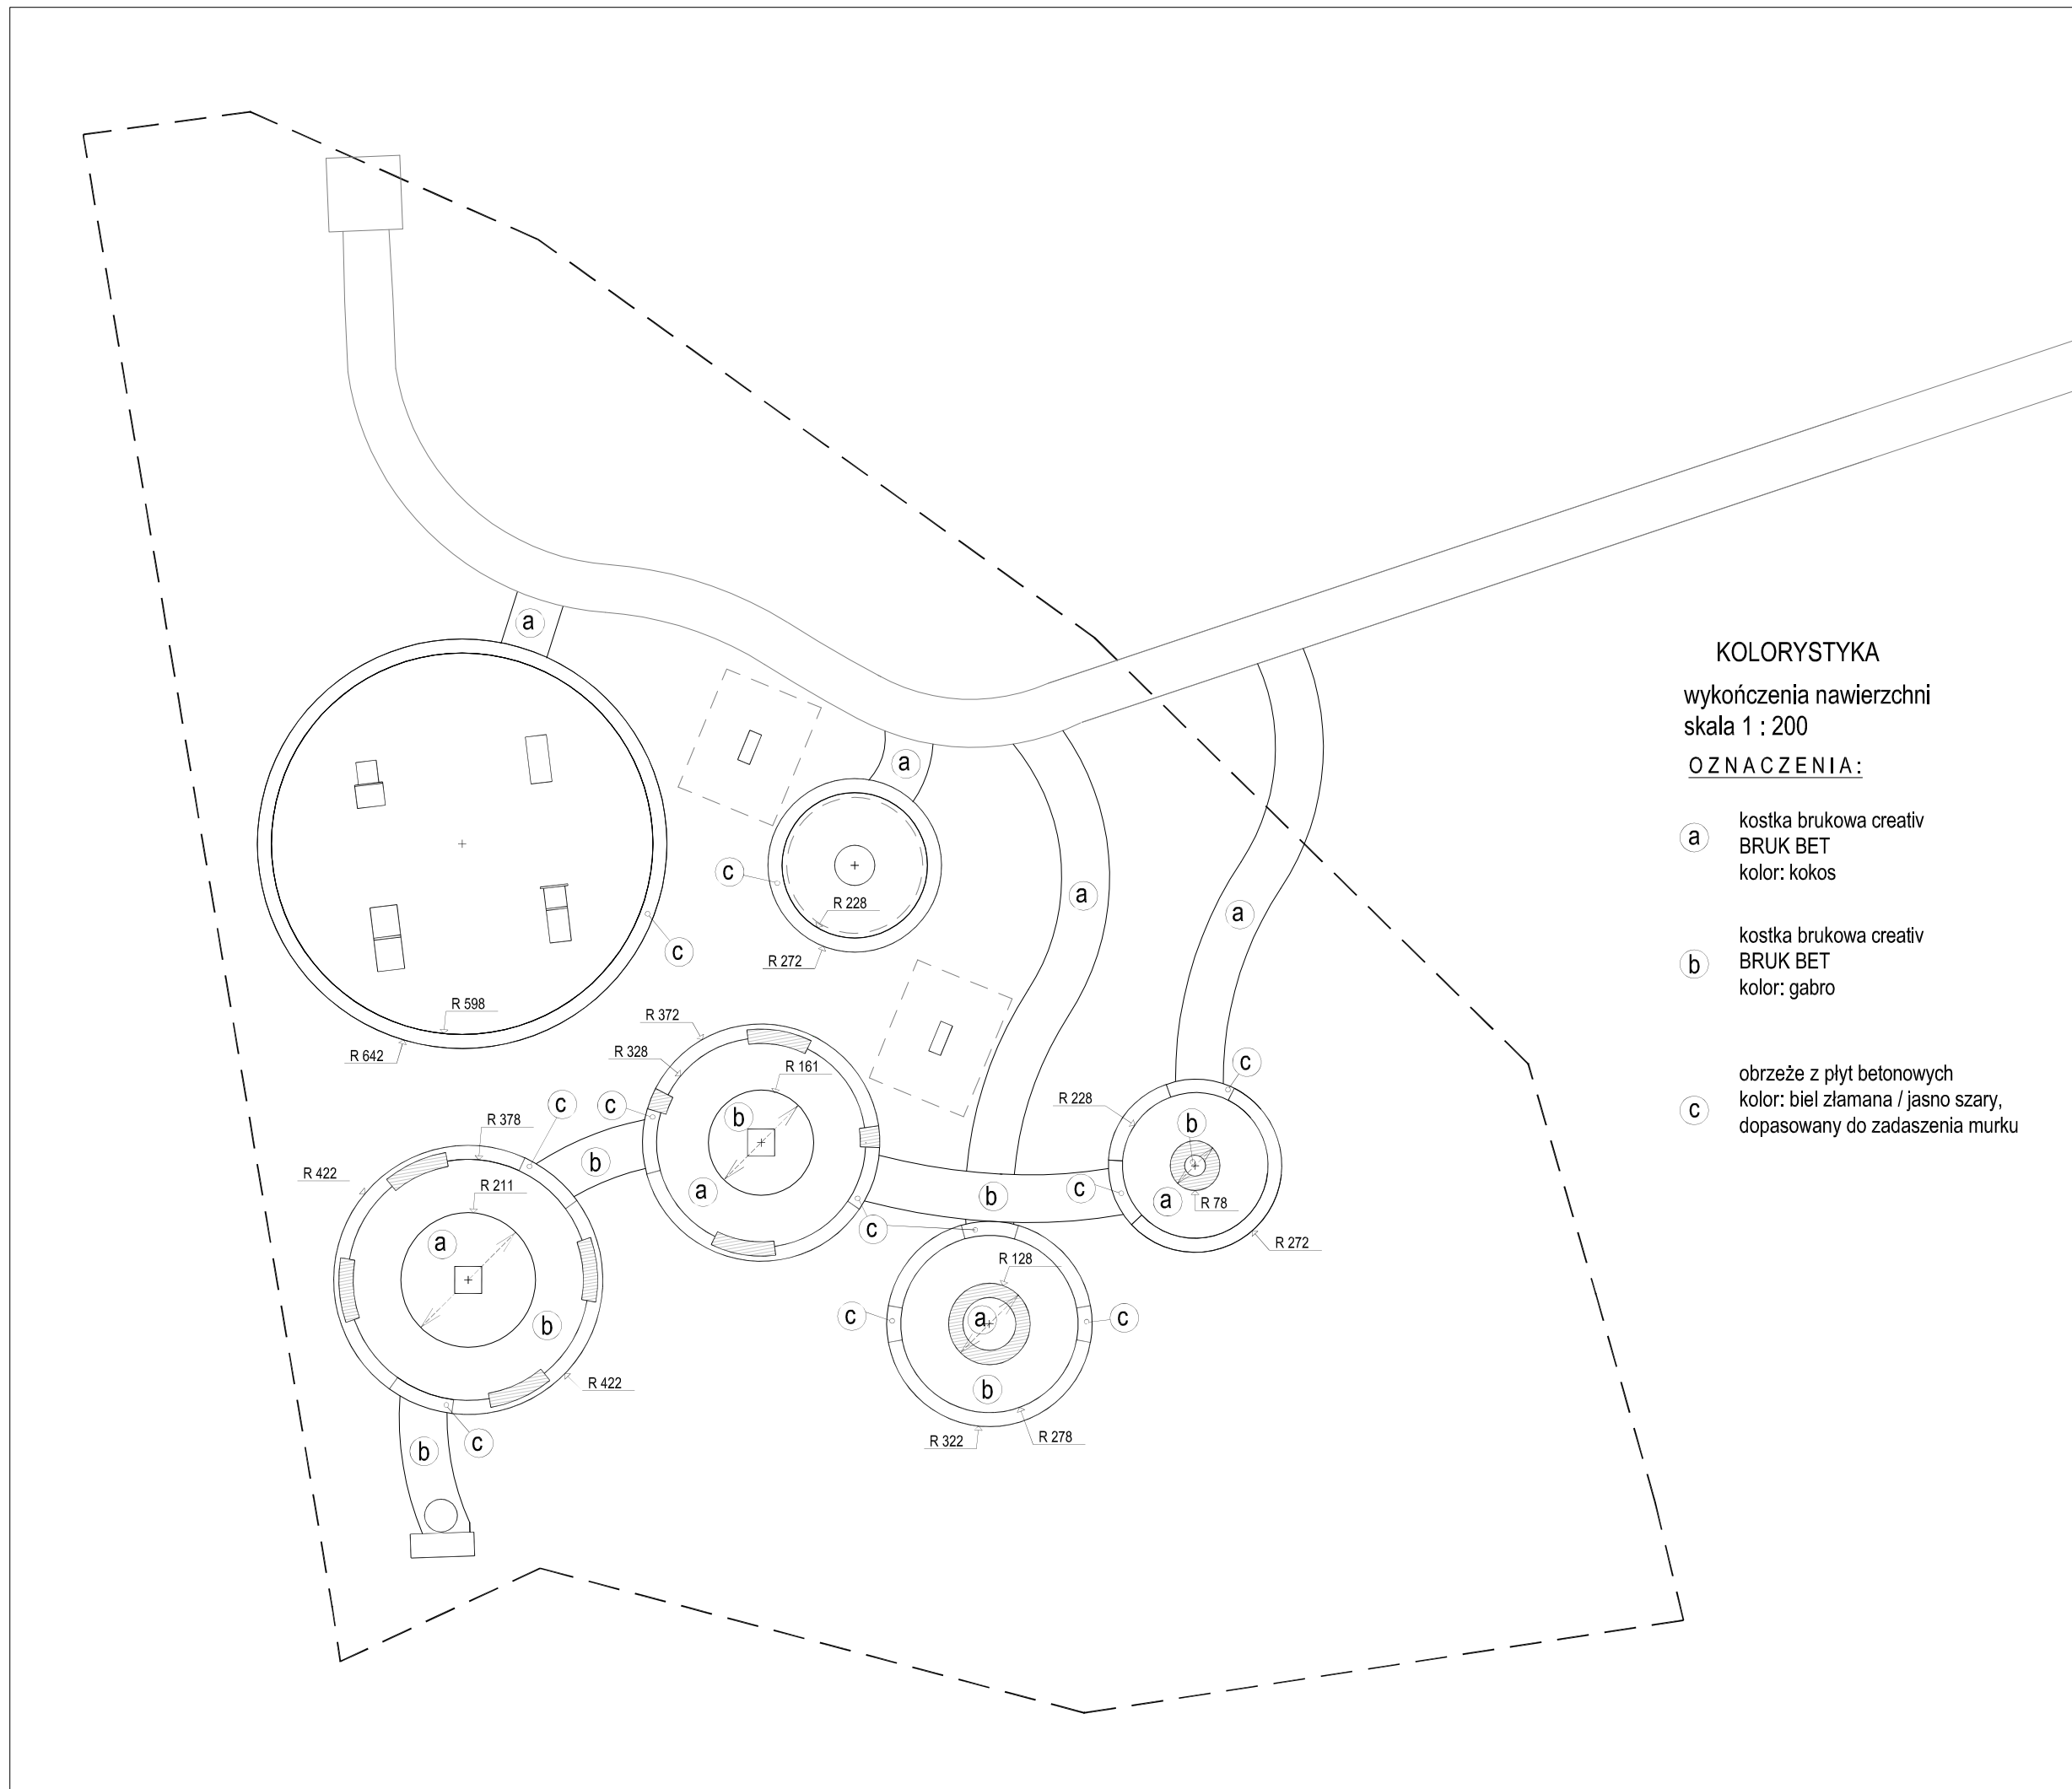 a
a
c
R 228
R 272
a
a
c
R 598
R 642
R 372
R 328
R 161
b
a
c
c
R 378
R 422
R 211
a
b
b
R 422
b
c
c
R 228
b
a
R 78
c
R 272
b
c
R 128
a
c
c
b
R 322
R 278
KOLORYSTYKA
wykończenia nawierzchni
skala 1 : 200
OZNACZENIA:
a
kostka brukowa creativ
BRUK BET
kolor: kokos
b
kostka brukowa creativ
BRUK BET
kolor: gabro
c
obrzeże z płyt betonowych
kolor: biel złamana / jasno szary,
dopasowany do zadaszenia murku